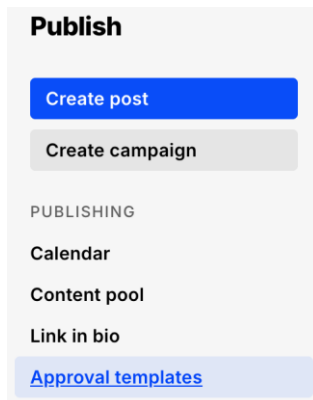 Publish
Create post
Create campaign
PUBLISHING
Calendar
Content pool
Link in bio
Approval templates